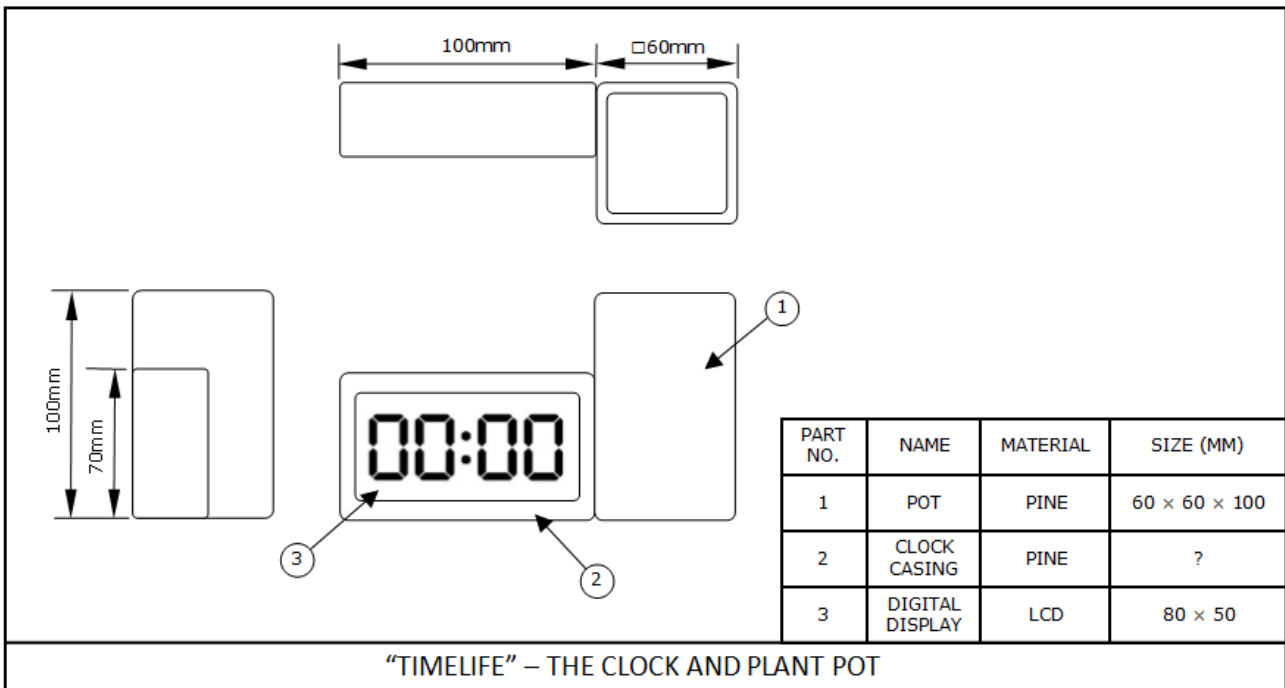 100mm
□60mm
100mm
70mm
00:00
1
3
2
PART NO.
NAME
MATERIAL
SIZE (MM)
1
POT
PINE
60 × 60 × 100
2
CLOCK CASING
PINE
?
3
DIGITAL DISPLAY
LCD
80 × 50
“TIMELIFE” – THE CLOCK AND PLANT POT